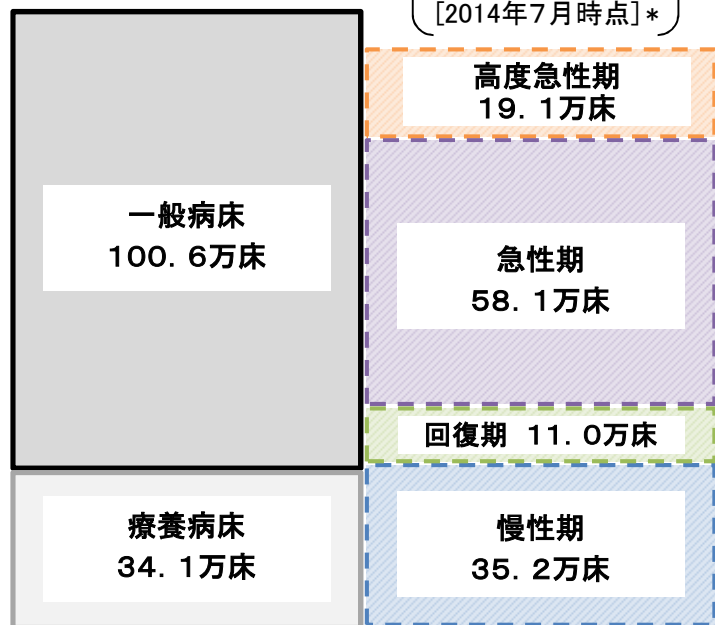 [2014年７月時点]*
高度急性期
１９．１万床
一般病床
１００．６万床
急性期
５８．１万床
回復期　１１．０万床
療養病床
３４．１万床
慢性期
３５．２万床